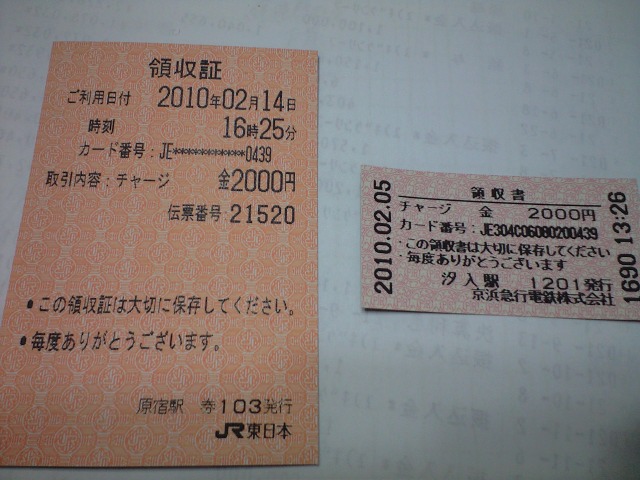 領収証
ご利用日付 2010年02月14日
時刻 16時25分
カード番号:JE***********0439
取引内容:チャージ 金2000円
伝票番号:21520
•この領収証は大切に保存してください。
•毎度ありがとうございます。
原宿駅 券103発行
JR東日本
領収書
チャージ 金 2000円
カード番号:JE304C06080200439
・この領収書は大切に保存してください
・毎度ありがとうございます
汐入駅 1201発行
京浜急行電鉄株式会社
2010.02.05
1690 13:26